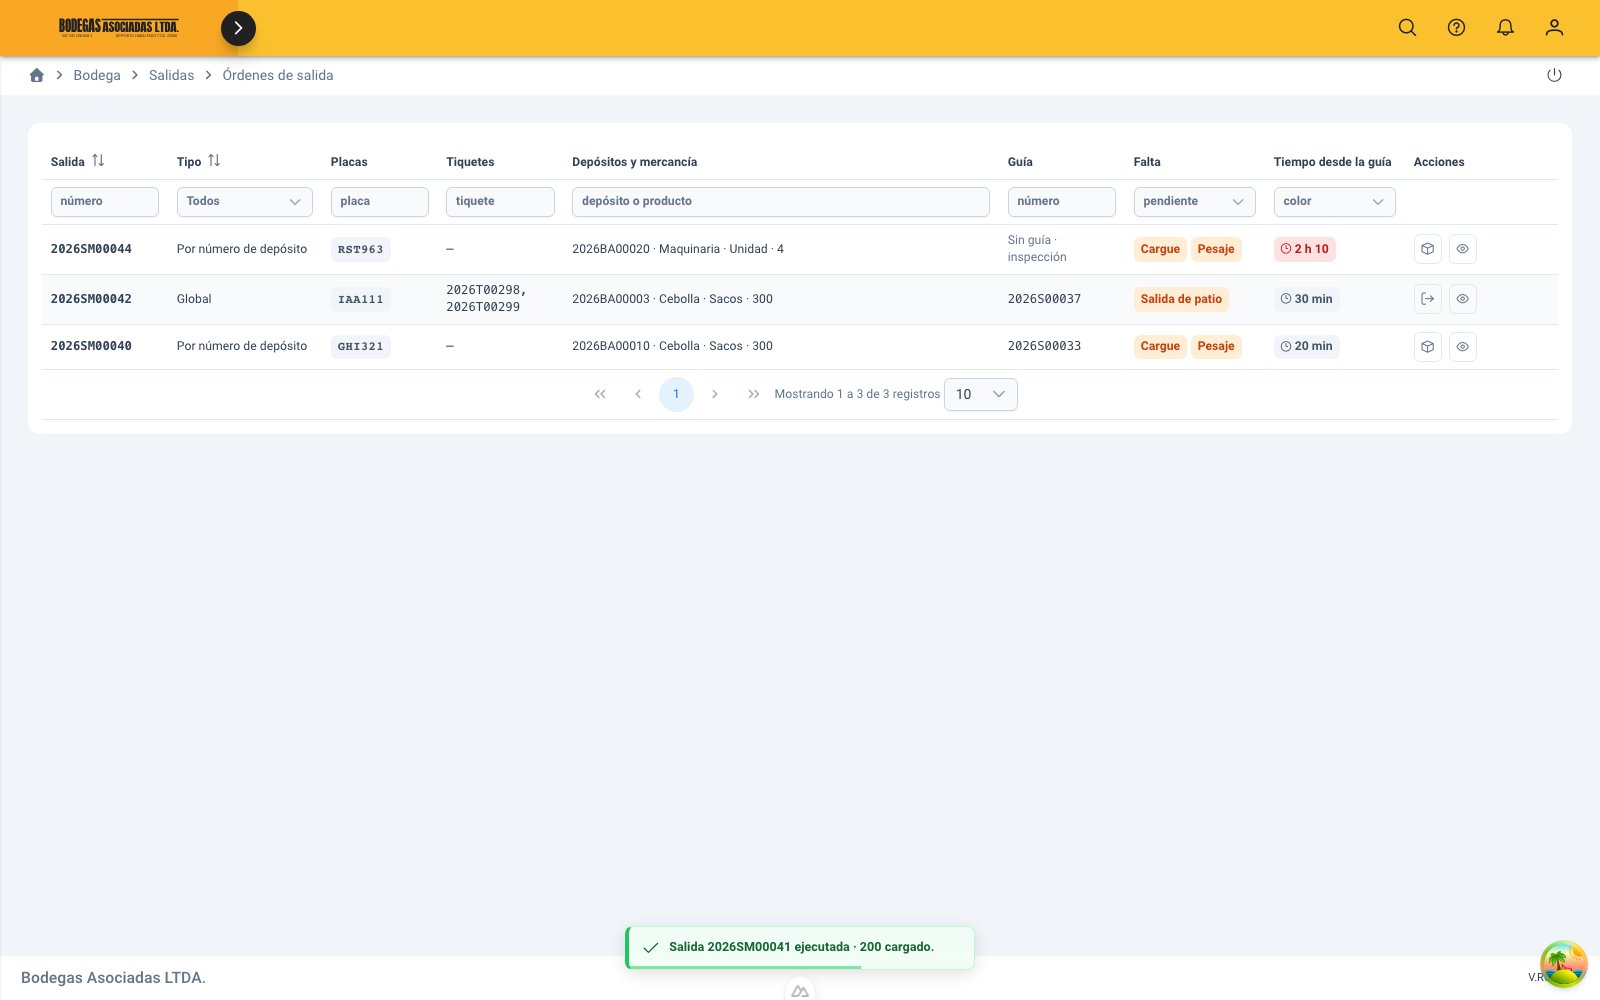 BODEGAS ASOCIADAS LTDA.
Bodega
Salidas
Órdenes de salida
Salida
Tipo
Placas
Tiquetes
Depósitos y mercancía
Guía
Falta
Tiempo desde la guía
Acciones
número
Todos
placa
tiquete
depósito o producto
número
pendiente
color
2026SM00044
Por número de depósito
RST963
–
2026BA00020 · Maquinaria · Unidad · 4
Sin guía ·
inspección
Cargue
Pesaje
2 h 10
2026SM00042
Global
IAA111
2026T00298,
2026T00299
2026BA00003 · Cebolla · Sacos · 300
2026S00037
Salida de patio
30 min
2026SM00040
Por número de depósito
GHI321
–
2026BA00010 · Cebolla · Sacos · 300
2026S00033
Cargue
Pesaje
20 min
1
Mostrando 1 a 3 de 3 registros
10
Salida 2026SM00041 ejecutada · 200 cargado.
Bodegas Asociadas LTDA.